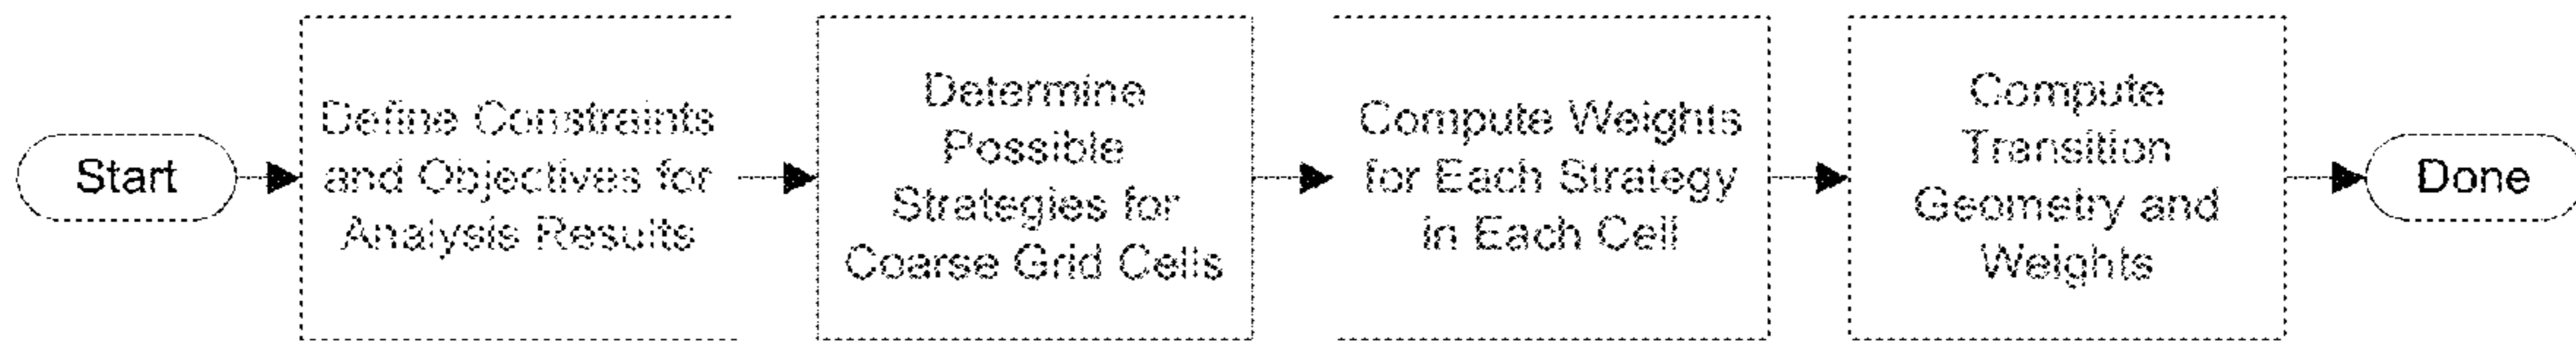 Start
Define Constraints
and Objectives for
Analysis Results
Determine
Possible
Strategies for
Coarse Grid Cells
Compute Weights
for Each Strategy
in Each Cell
Compute
Transition
Geometry and
Weights
Done